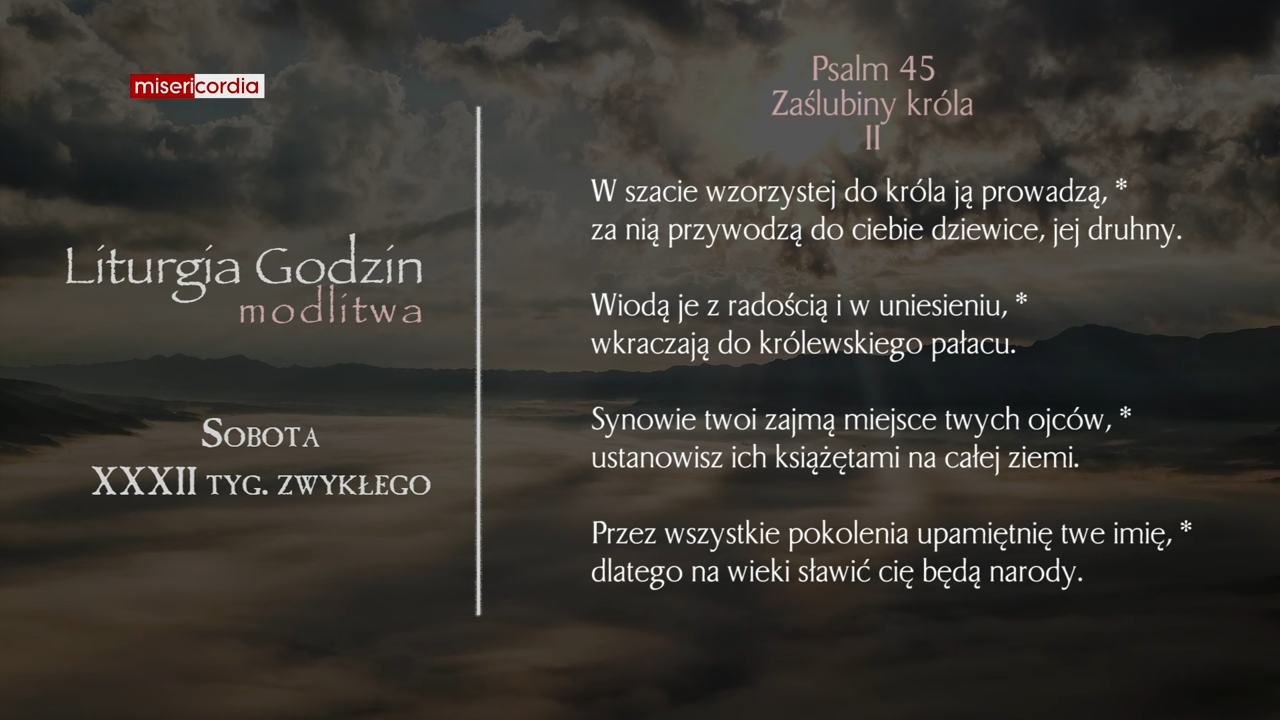 misericordia
Liturgia Godzin
modlitwa
Sobota
XXXII tyg. zwykłego
Psalm 45
Zaślubiny króla
II
W szacie wzorzystej do króla ją prowadzą, *
za nią przywodzą do ciebie dziewice, jej druhny.
Wiodą je z radością i w uniesieniu, *
wkraczają do królewskiego pałacu.
Synowie twoi zajmą miejsce twych ojców, *
ustanowisz ich książętami na całej ziemi.
Przez wszystkie pokolenia upamiętnię twe imię, *
dlatego na wieki sławić cię będą narody.